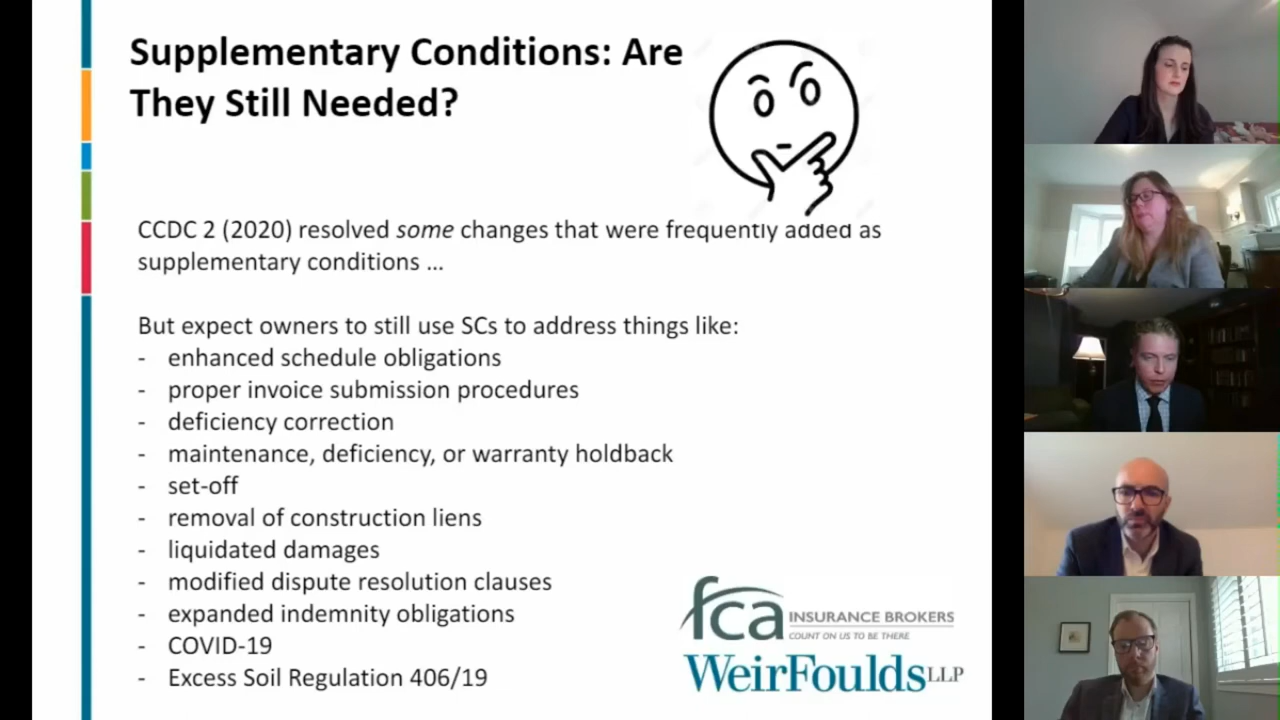 Supplementary Conditions: Are
They Still Needed?
CCDC 2 (2020) resolved some changes that were frequently added as
supplementary conditions ...
But expect owners to still use SCs to address things like:
- enhanced schedule obligations
- proper invoice submission procedures
- deficiency correction
- maintenance, deficiency, or warranty holdback
- set-off
- removal of construction liens
- liquidated damages
- modified dispute resolution clauses
- expanded indemnity obligations
- COVID-19
- Excess Soil Regulation 406/19
fca INSURANCE BROKERS
COUNT ON US TO BE THERE
WeirFoulds LLP